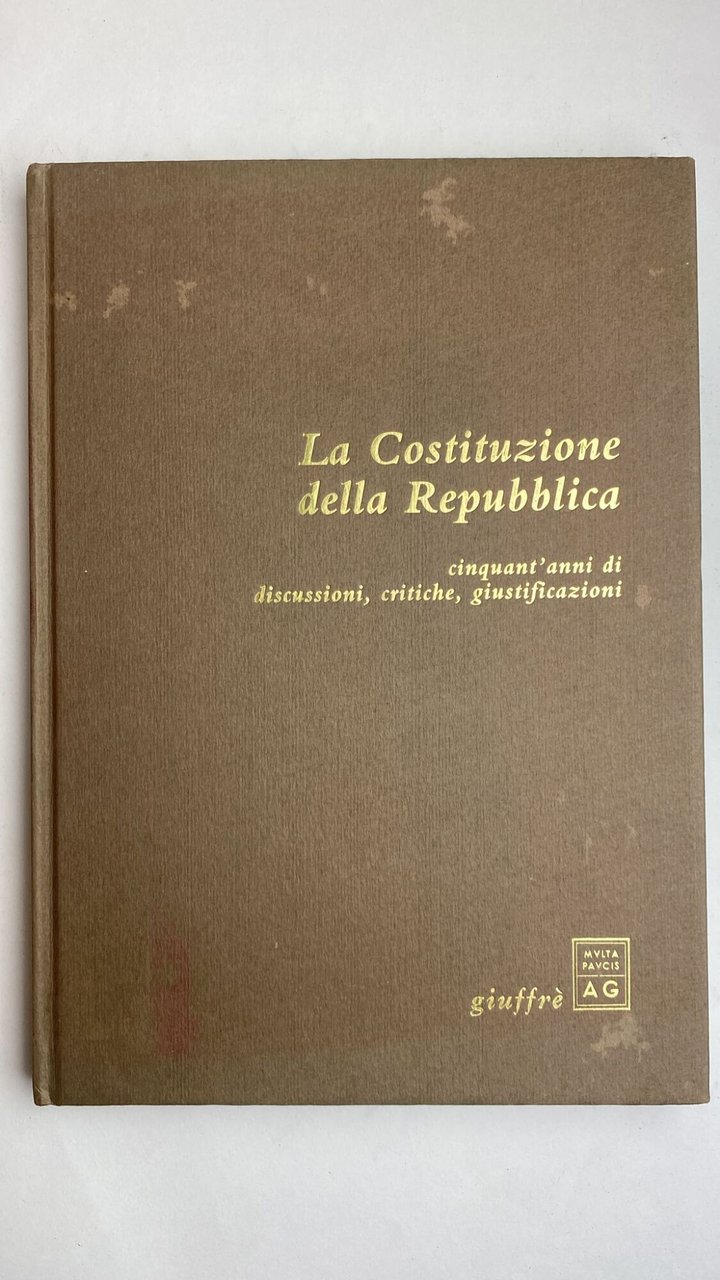 La Costituzione
della Repubblica
cinquant'anni di
discussioni, critiche, giustificazioni
giuffrè
MVLTA
PAVCIS
AG